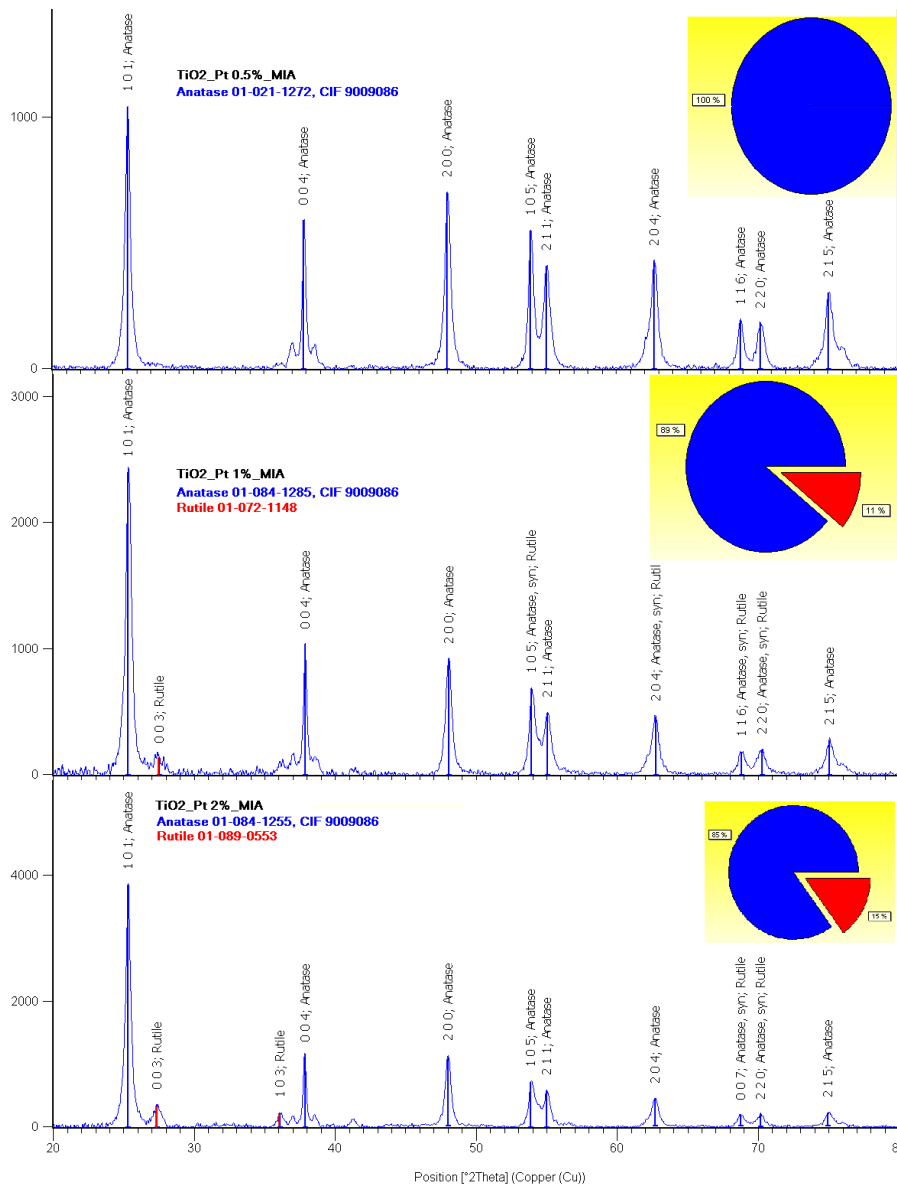 TiO2_Pt 0.5%_MIA
Anatase 01-021-1272, CIF 9009086
1 0 1; Anatase
0 0 4; Anatase
2 0 0; Anatase
1 0 5; Anatase
2 1 1; Anatase
2 0 4; Anatase
1 1 6; Anatase
2 2 0; Anatase
2 1 5; Anatase
100 %
1000
0
TiO2_Pt 1%_MIA
Anatase 01-084-1285, CIF 9009086
Rutile 01-072-1148
1 0 1; Anatase
0 0 3; Rutile
0 0 4; Anatase
2 0 0; Anatase
1 0 5; Anatase, syn; Rutile
2 1 1; Anatase
2 0 4; Anatase, syn; Rutil
1 1 6; Anatase, syn; Rutile
2 2 0; Anatase, syn; Rutile
2 1 5; Anatase
89 %
11 %
3000
2000
1000
0
TiO2_Pt 2%_MIA
Anatase 01-084-1255, CIF 9009086
Rutile 01-089-0553
1 0 1; Anatase
0 0 3; Rutile
1 0 3; Rutile
0 0 4; Anatase
2 0 0; Anatase
1 0 5; Anatase
2 1 1; Anatase
2 0 4; Anatase
0 0 7; Anatase, syn; Rutile
2 2 0; Anatase, syn; Rutile
2 1 5; Anatase
85 %
15 %
4000
2000
0
20 30 40 50 60 70 80
Position [°2Theta] (Copper (Cu))